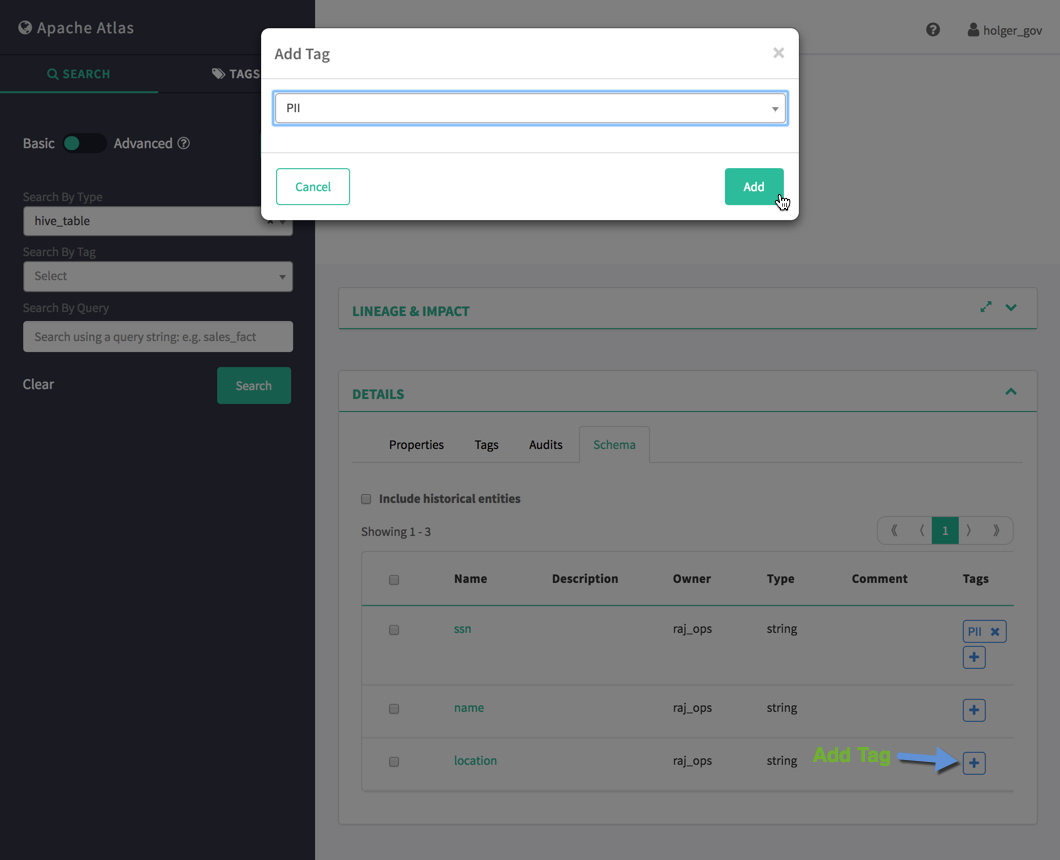 Apache Atlas
holger_gov
SEARCH
TAGS
Add Tag
PII
Cancel
Add
Basic
Advanced
Search By Type
hive_table
Search By Tag
Select
Search By Query
Search using a query string: e.g. sales_fact
Clear
Search
LINEAGE & IMPACT
DETAILS
Properties Tags Audits Schema
Include historical entities
Showing 1 - 3
1
Name Description Owner Type Comment Tags
ssn raj_ops string PII
name raj_ops string
location raj_ops string
Add Tag